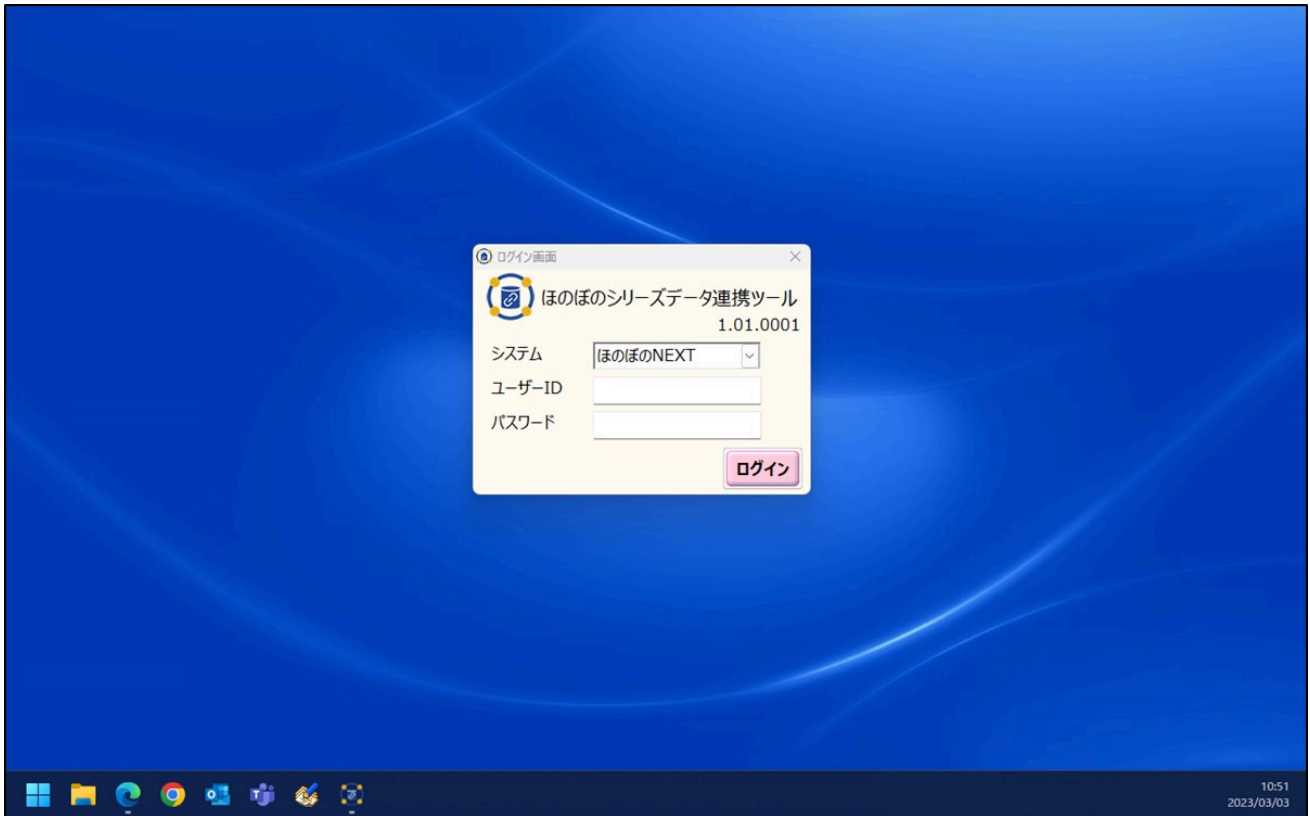 ログイン画面
ほのぼのシリーズデータ連携ツール
1.01.0001
システム
ほのぼのNEXT
ユーザーID
パスワード
ログイン
10:51
2023/03/03